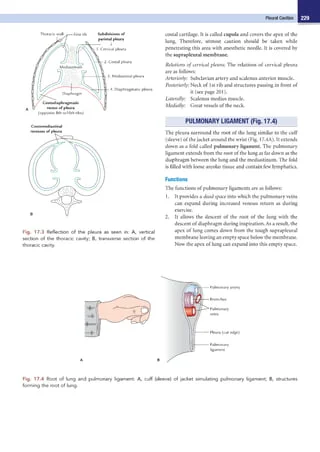 Pleural Cavity 229
Thoracic wall
First rib
Subdivisions of
parietal pleura
1. Cervical pleura
2. Costal pleura
Mediastinum
3. Mediastinal pleura
4. Diaphragmatic pleura
Diaphragm
Costodiaphragmatic
recess of pleura
(opposite 8th to10th ribs)
A
Costomediastinal
recesses of pleura
B
Fig. 17.3 Reflection of the pleura as seen in: A, vertical
section of the thoracic cavity; B, transverse section of the
thoracic cavity.
costal cartilage. It is called cupola and covers the apex of the
lung. Therefore, utmost caution should be taken while
penetrating this area with anesthetic needle. It is covered by
the suprapleural membrane.
Relations of cervical pleura: The relations of cervical pleura
are as follows:
Anteriorly: Subclavian artery and scalenus anterior muscle.
Posteriorly: Neck of 1st rib and structures passing in front of
it (see page 201).
Laterally: Scalenus medius muscle.
Medially: Great vessels of the neck.
PULMONARY LIGAMENT (Fig. 17.4)
The pleura surround the root of the lung similar to the cuff
(sleeve) of the jacket around the wrist (Fig. 17.4A). It extends
down as a fold called pulmonary ligament. The pulmonary
ligament extends from the root of the lung as far down as the
diaphragm between the lung and the mediastinum. The fold
is filled with loose areolar tissue and contain few lymphatics.
Functions
The functions of pulmonary ligaments are as follows:
1. It provides a dead space into which the pulmonary veins
can expand during increased venous return as during
exercise.
2. It allows the descent of the root of the lung with the
descent of diaphragm during inspiration. As a result, the
apex of lung comes down from the tough suprapleural
membrane leaving an empty space below the membrane.
Now the apex of lung can expand into this empty space.
Pulmonary artery
Bronchus
Pulmonary
veins
Pleura (cut edge)
Pulmonary
ligament
A
B
Fig. 17.4 Root of lung and pulmonary ligament: A, cuff (sleeve) of jacket simulating pulmonary ligament; B, structures
forming the root of lung.